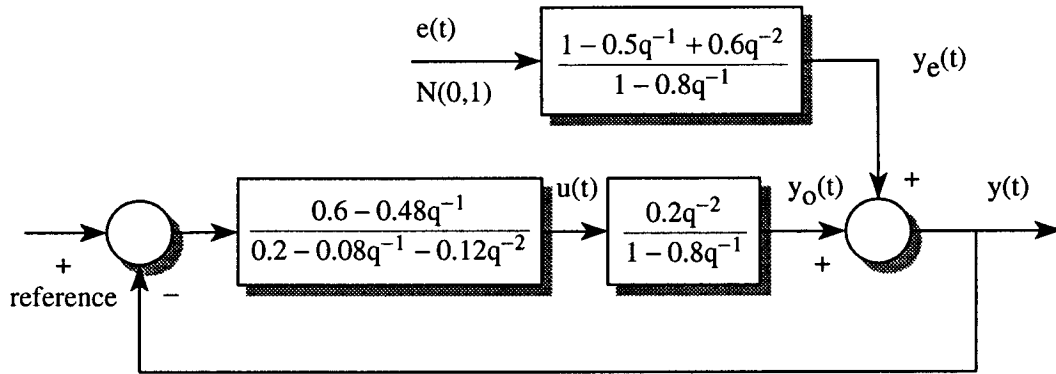 e(t)
N(0,1)
1 − 0.5q⁻¹ + 0.6q⁻²
1 − 0.8q⁻¹
yₑ(t)
+
0.6 − 0.48q⁻¹
0.2 − 0.08q⁻¹ − 0.12q⁻²
u(t)
0.2q⁻²
1 − 0.8q⁻¹
yₒ(t)
+
y(t)
+
reference
−